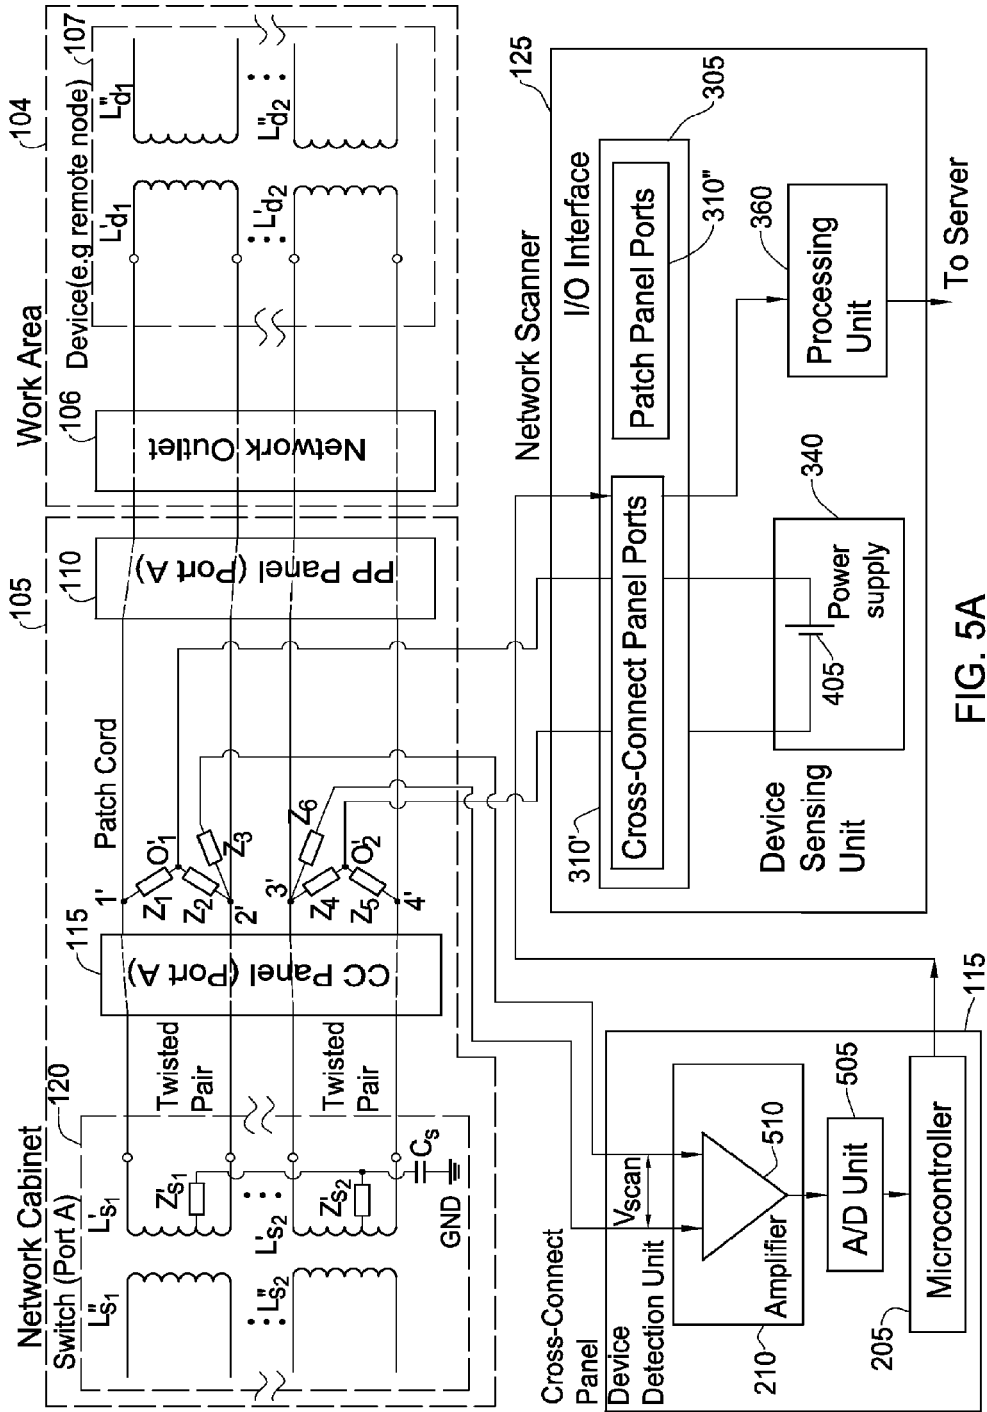 Network Cabinet
105
Switch (Port A)
120
L''s1
L's1
Z's1
L''s2
L's2
Z's2
Cs
GND
Twisted
Pair
Twisted
Pair
115
CC Panel (Port A)
1'
2'
3'
4'
Z1
Z2
Z3
Z4
Z5
Z6
O'1
O'2
Patch Cord
110
PP Panel (Port A)
Work Area
104
106
Network Outlet
Device(e.g remote node)
107
L'd1
L''d1
L'd2
L''d2
Cross-Connect
Panel
Device
Detection Unit
Vscan
510
Amplifier
210
A/D Unit
505
Microcontroller
205
115
Network Scanner
125
I/O Interface
305
310'
Cross-Connect Panel Ports
Patch Panel Ports
310''
Device
Sensing
Unit
405
Power
supply
340
360
Processing
Unit
To Server
FIG. 5A